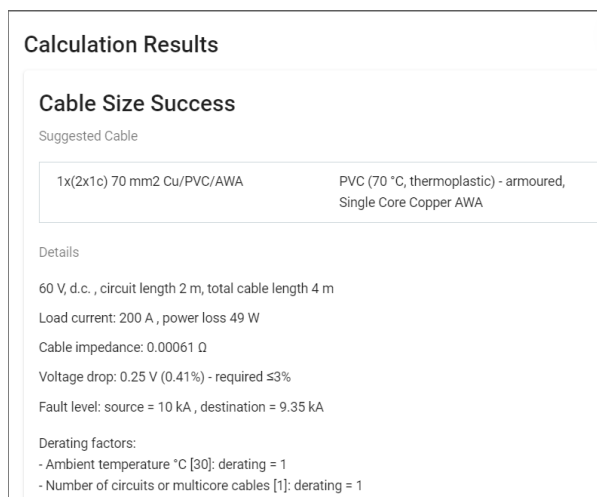 Calculation Results
Cable Size Success
Suggested Cable
1x(2x1c) 70 mm2 Cu/PVC/AWA
PVC (70 °C, thermoplastic) - armoured,
Single Core Copper AWA
Details
60 V, d.c. , circuit length 2 m, total cable length 4 m
Load current: 200 A , power loss 49 W
Cable impedance: 0.00061 Ω
Voltage drop: 0.25 V (0.41%) - required ≤3%
Fault level: source = 10 kA , destination = 9.35 kA
Derating factors:
- Ambient temperature °C [30]: derating = 1
- Number of circuits or multicore cables [1]: derating = 1